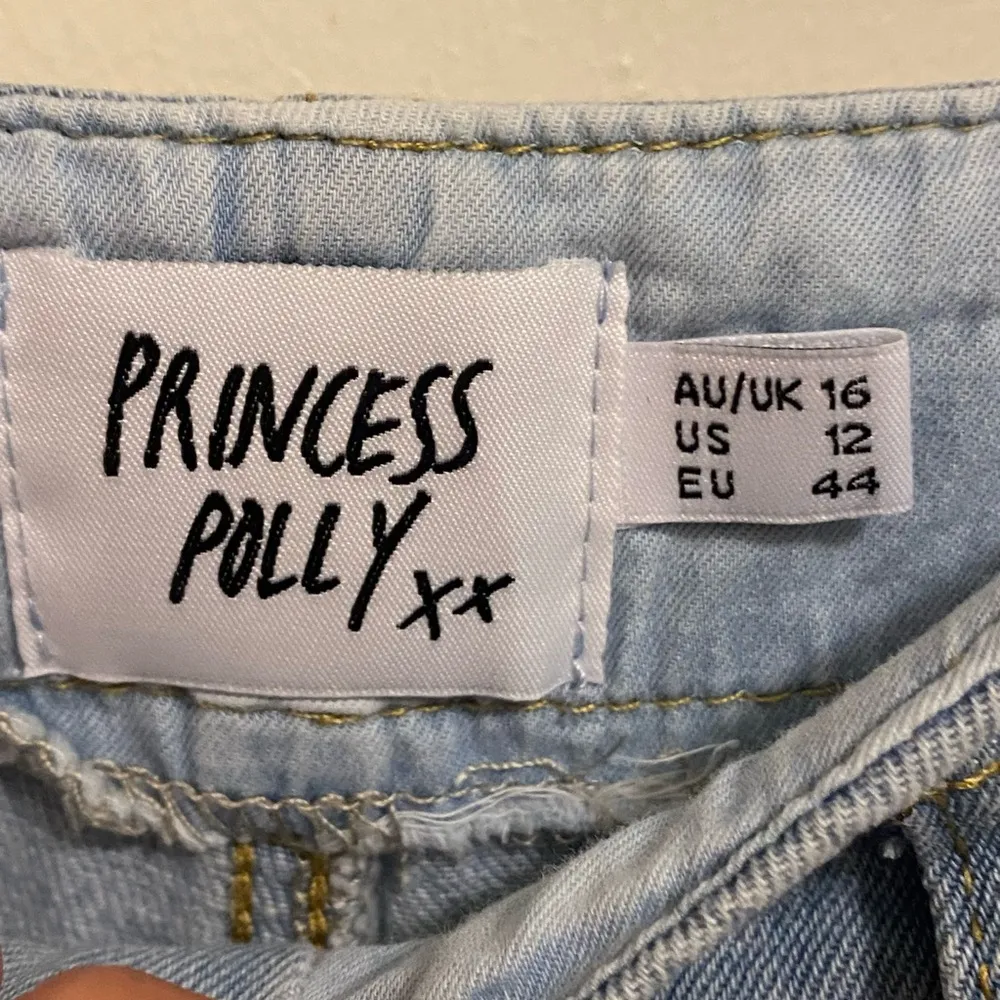 PRINCESS
POLLY xx
AU/UK 16
US 12
EU 44